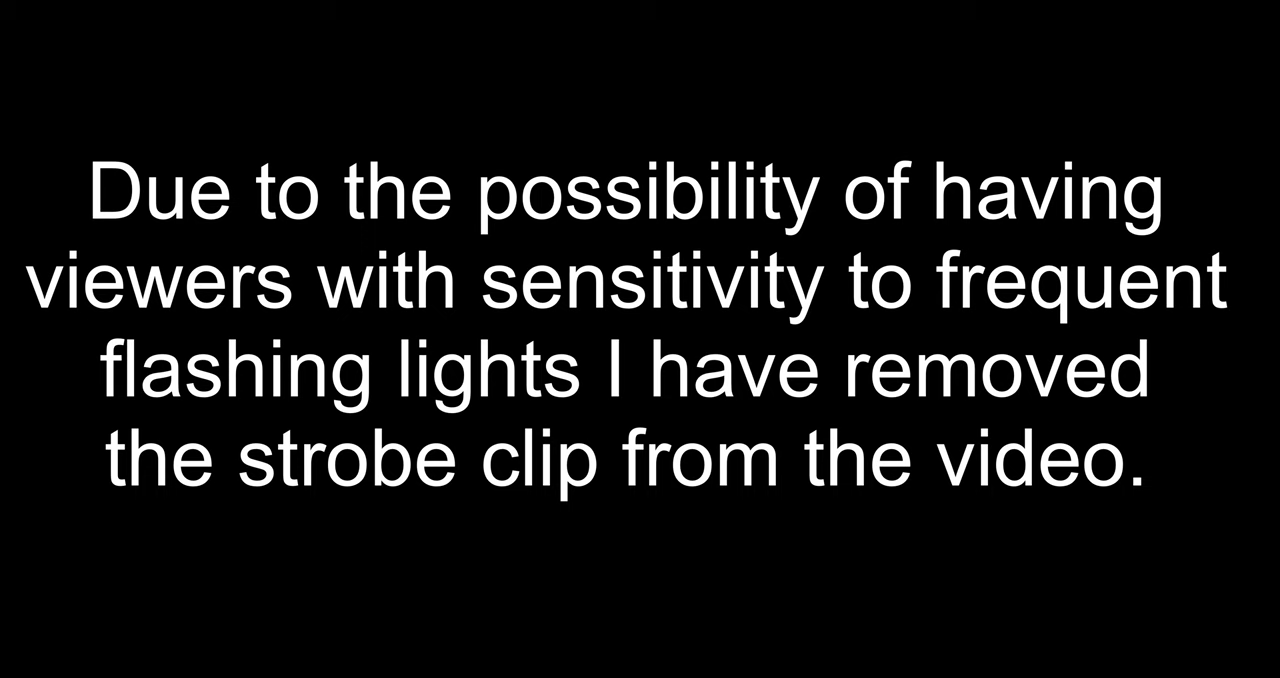 Due to the possibility of having
viewers with sensitivity to frequent
flashing lights I have removed
the strobe clip from the video.